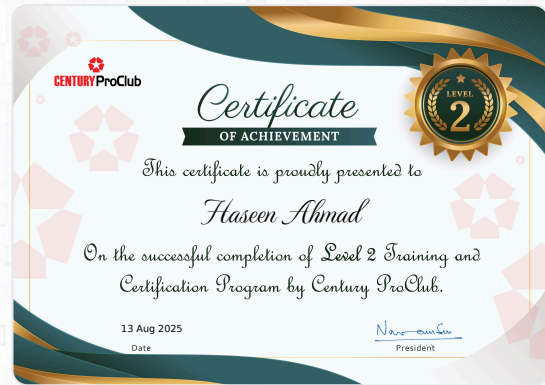 CENTURY ProClub
LEVEL
2
Certificate
OF ACHIEVEMENT
This certificate is proudly presented to
Haseen Ahmad
On the successful completion of Level 2 Training and
Certification Program by Century ProClub.
13 Aug 2025
Date
President